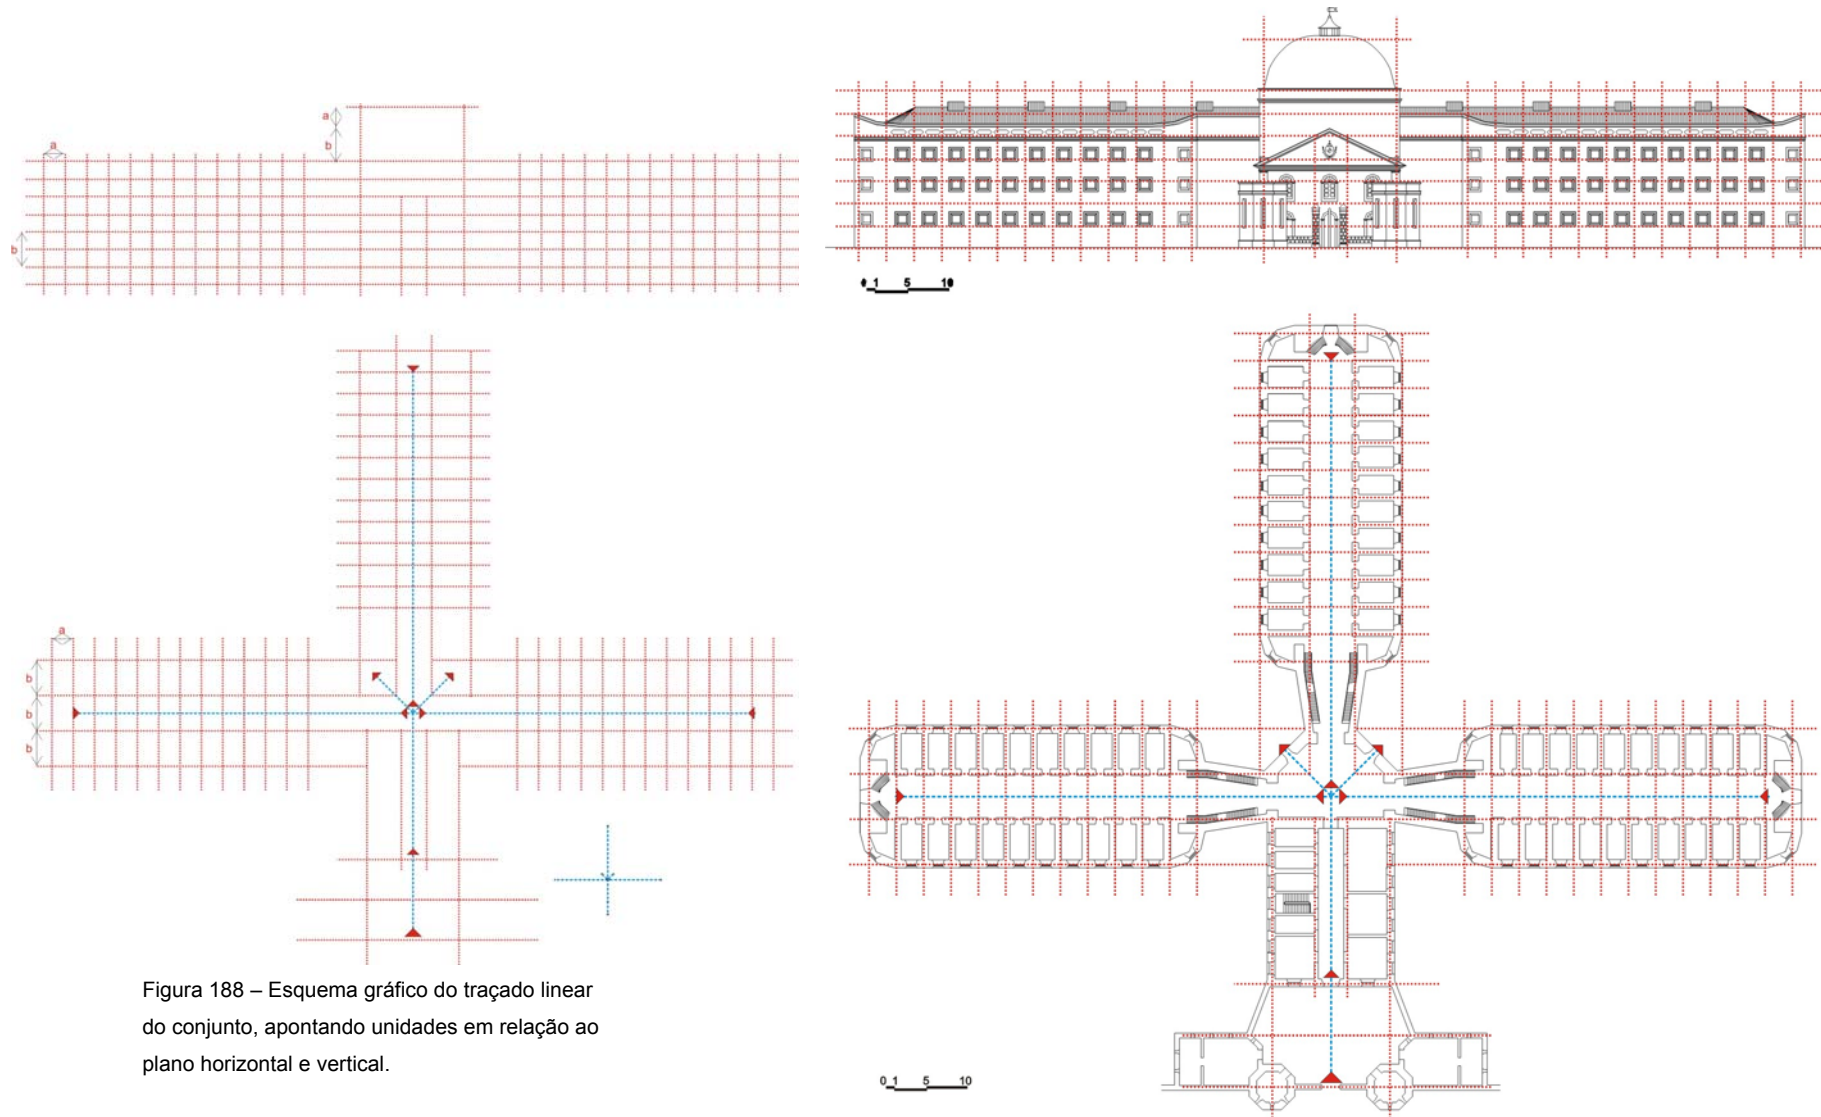 a
b
a
b
0 1 5 10
a
b
b
b
Figura 188 – Esquema gráfico do traçado linear
do conjunto, apontando unidades em relação ao
plano horizontal e vertical.
0 1 5 10